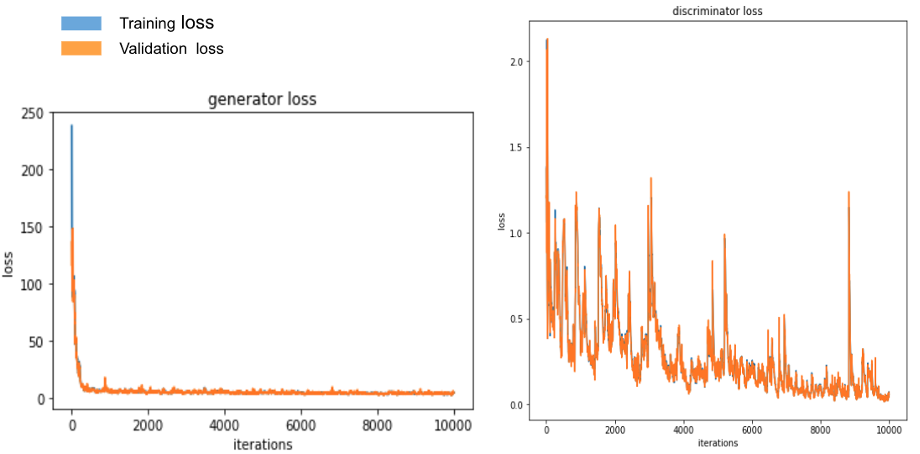 Training loss
Validation loss
generator loss
250
200
150
100
50
0
loss
0 2000 4000 6000 8000 10000
iterations
discriminator loss
2.0
1.5
1.0
0.5
0.0
loss
0 2000 4000 6000 8000 10000
iterations